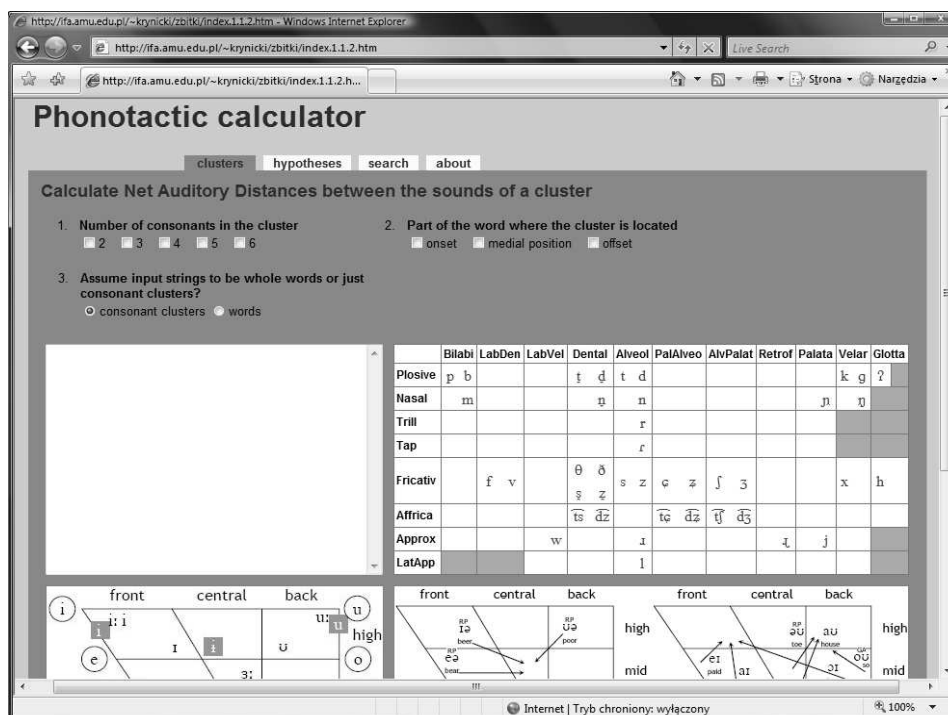 http://ifa.amu.edu.pl/~krynicki/zbitki/index.1.1.2.htm - Windows Internet Explorer
http://ifa.amu.edu.pl/~krynicki/zbitki/index.1.1.2.htm
Live Search
http://ifa.amu.edu.pl/~krynicki/zbitki/index.1.1.2.h...
Strona
Narzędzia
Phonotactic calculator
clusters hypotheses search about
Calculate Net Auditory Distances between the sounds of a cluster
1. Number of consonants in the cluster
2 3 4 5 6
2. Part of the word where the cluster is located
onset medial position offset
3. Assume input strings to be whole words or just
consonant clusters?
consonant clusters words
Bilabi LabDen LabVel Dental Alveol PalAlveo AlvPalat Retrof Palata Velar Glotta
Plosive p b t̪ d̪ t d k g ʔ
Nasal m n̪ n ɲ ŋ
Trill r
Tap ɾ
Fricativ f v θ ð s̪ z̪ s z ɕ ʑ ʃ ʒ x h
Affrica t͡s d͡z t͡ɕ d͡ʑ t͡ʃ d͡ʒ
Approx w ɹ ɻ j
LatApp l
front central back
i iː i i uː u u high
e ɪ ɨ ʊ o
ɜː
front central back
RP ɪə beer RP ʊə poor high
RP eə bear mid
front central back
RP əʊ toe aʊ house high
eɪ paid aɪ ɔɪ GA oʊ so mid
Internet | Tryb chroniony: wyłączony
100%